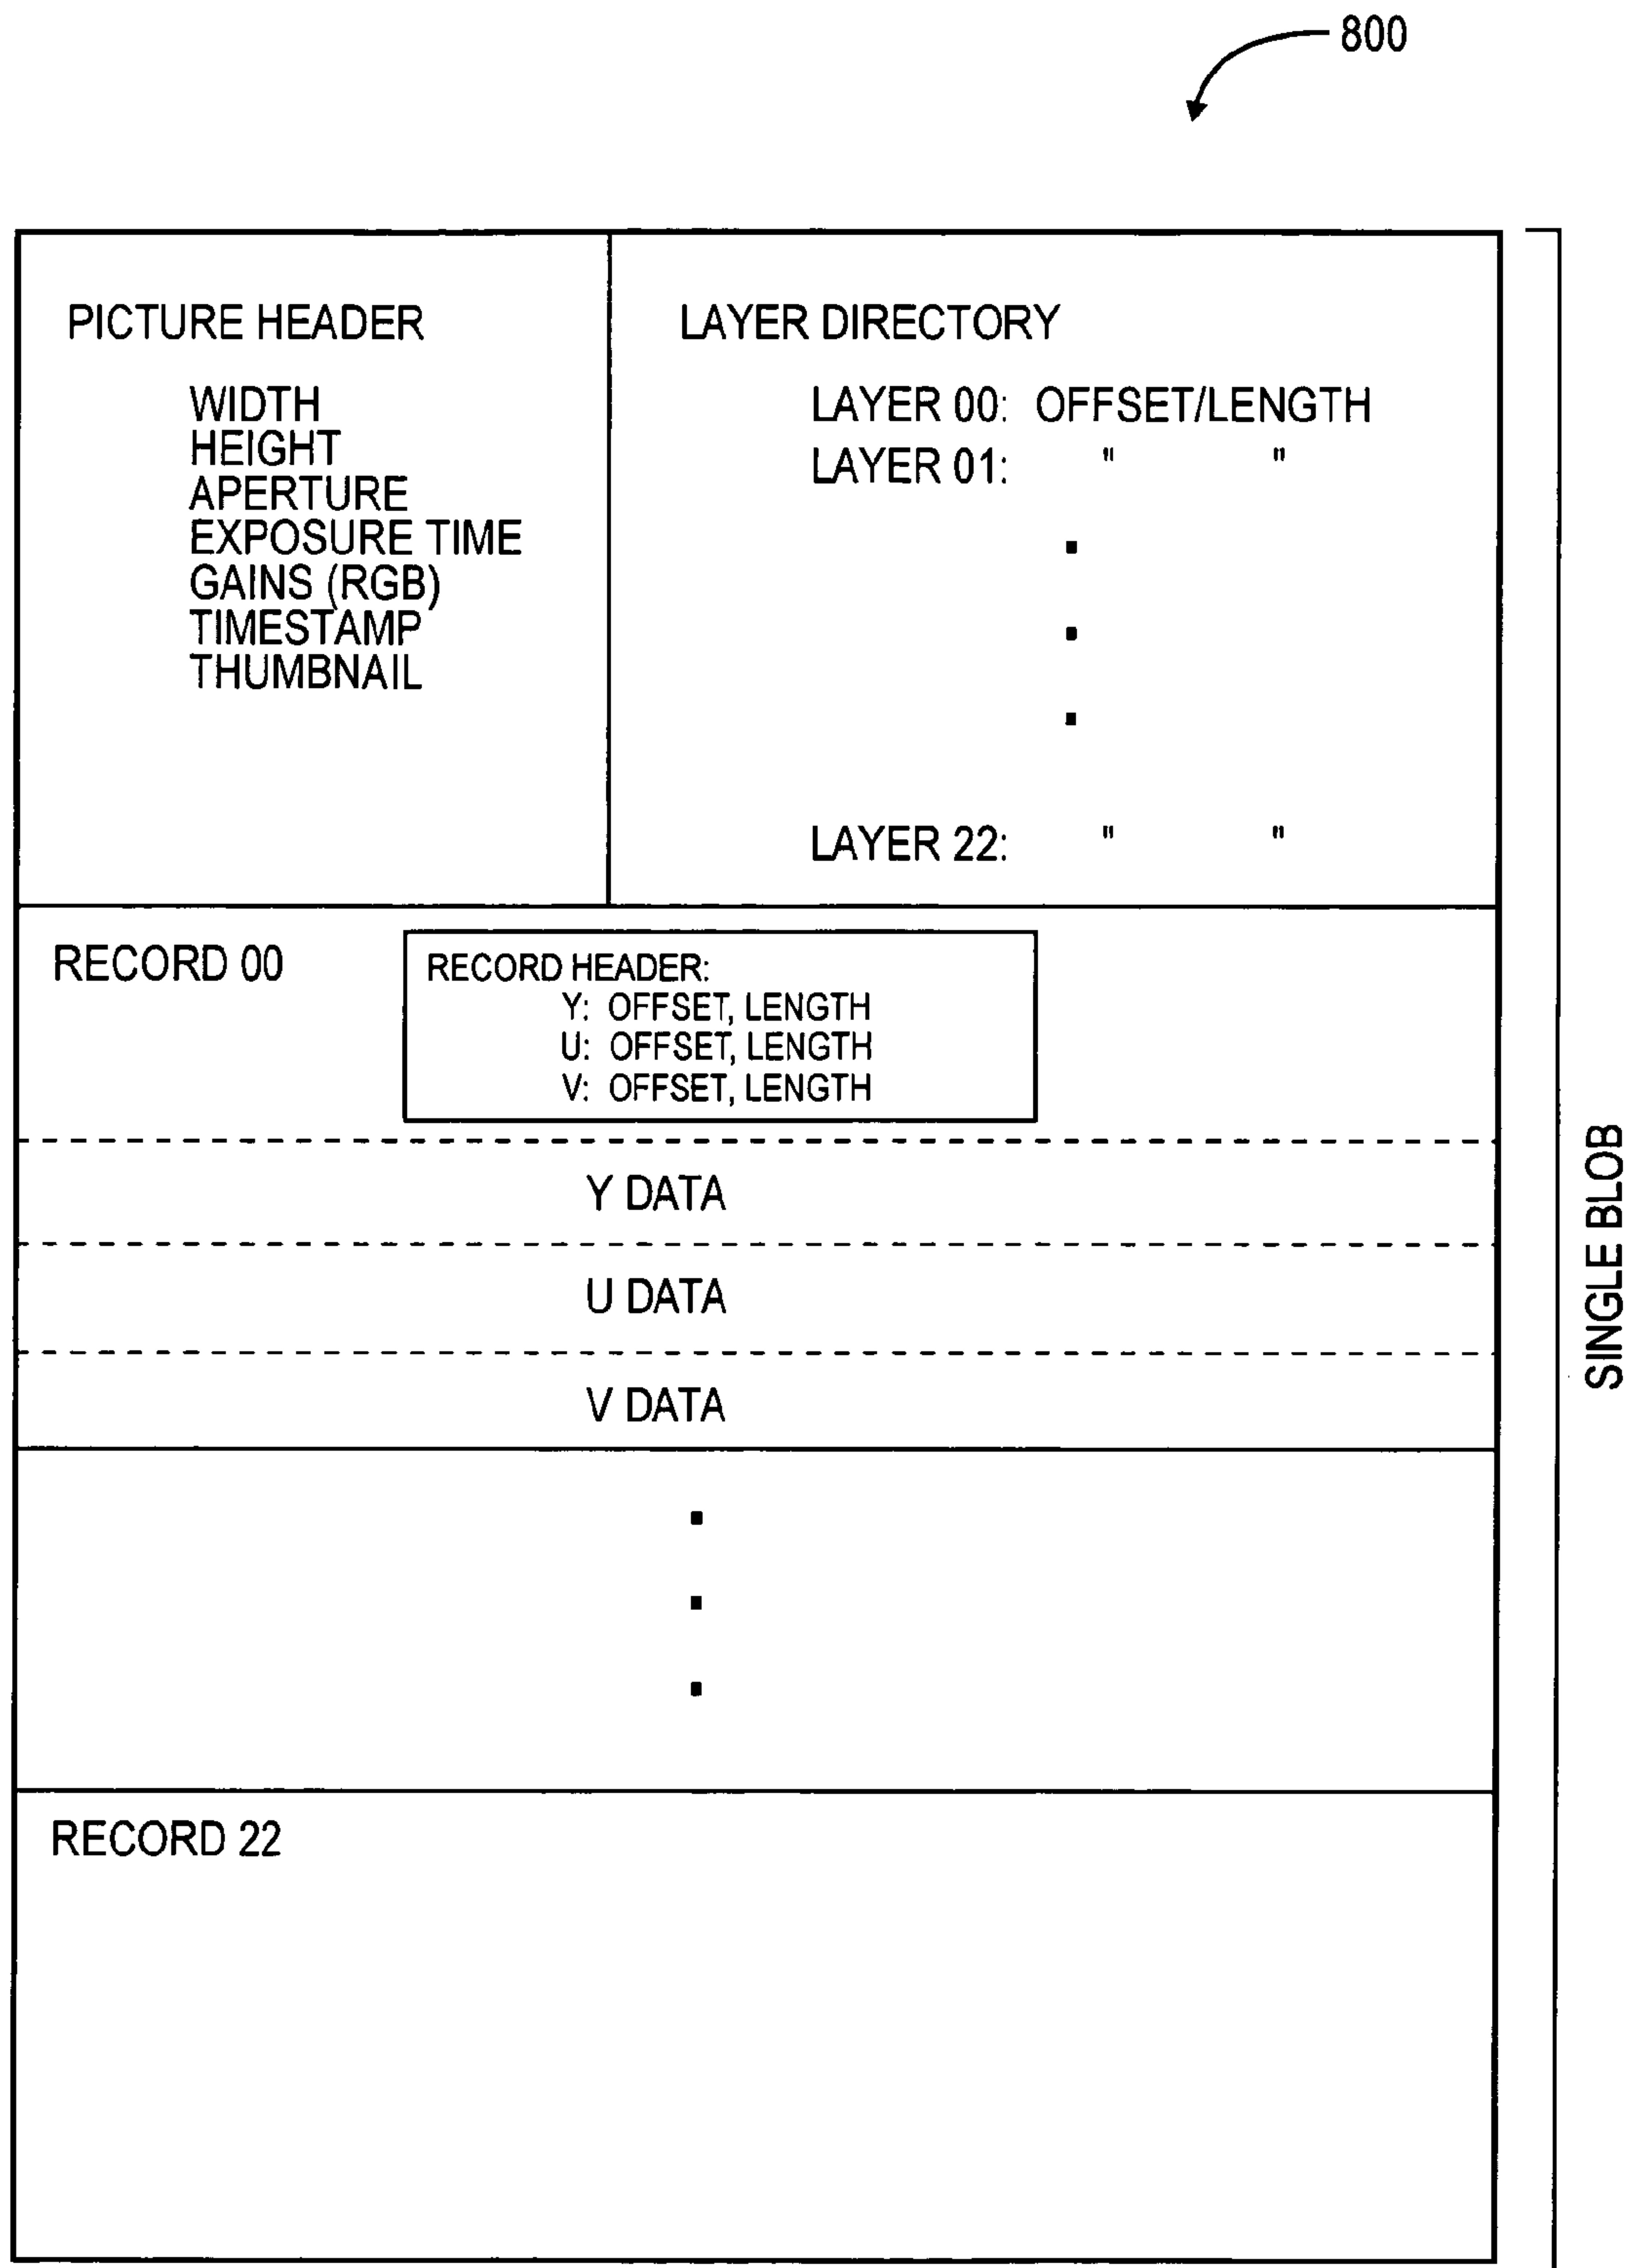 800
PICTURE HEADER
WIDTH
HEIGHT
APERTURE
EXPOSURE TIME
GAINS (RGB)
TIMESTAMP
THUMBNAIL
LAYER DIRECTORY
LAYER 00: OFFSET/LENGTH
LAYER 01: " "
LAYER 22: " "
RECORD 00
RECORD HEADER:
Y: OFFSET, LENGTH
U: OFFSET, LENGTH
V: OFFSET, LENGTH
Y DATA
U DATA
V DATA
RECORD 22
SINGLE BLOB